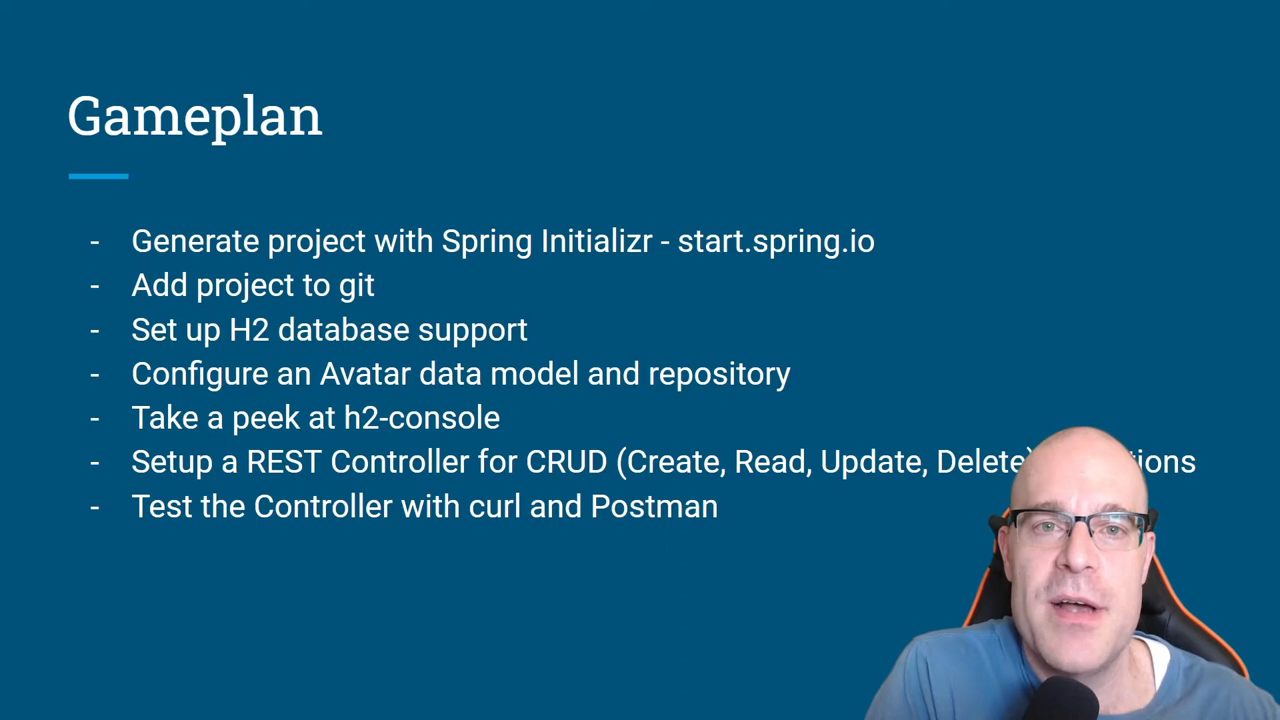 Gameplan
- Generate project with Spring Initializr - start.spring.io
- Add project to git
- Set up H2 database support
- Configure an Avatar data model and repository
- Take a peek at h2-console
- Setup a REST Controller for CRUD (Create, Read, Update, Delete)
- Test the Controller with curl and Postman